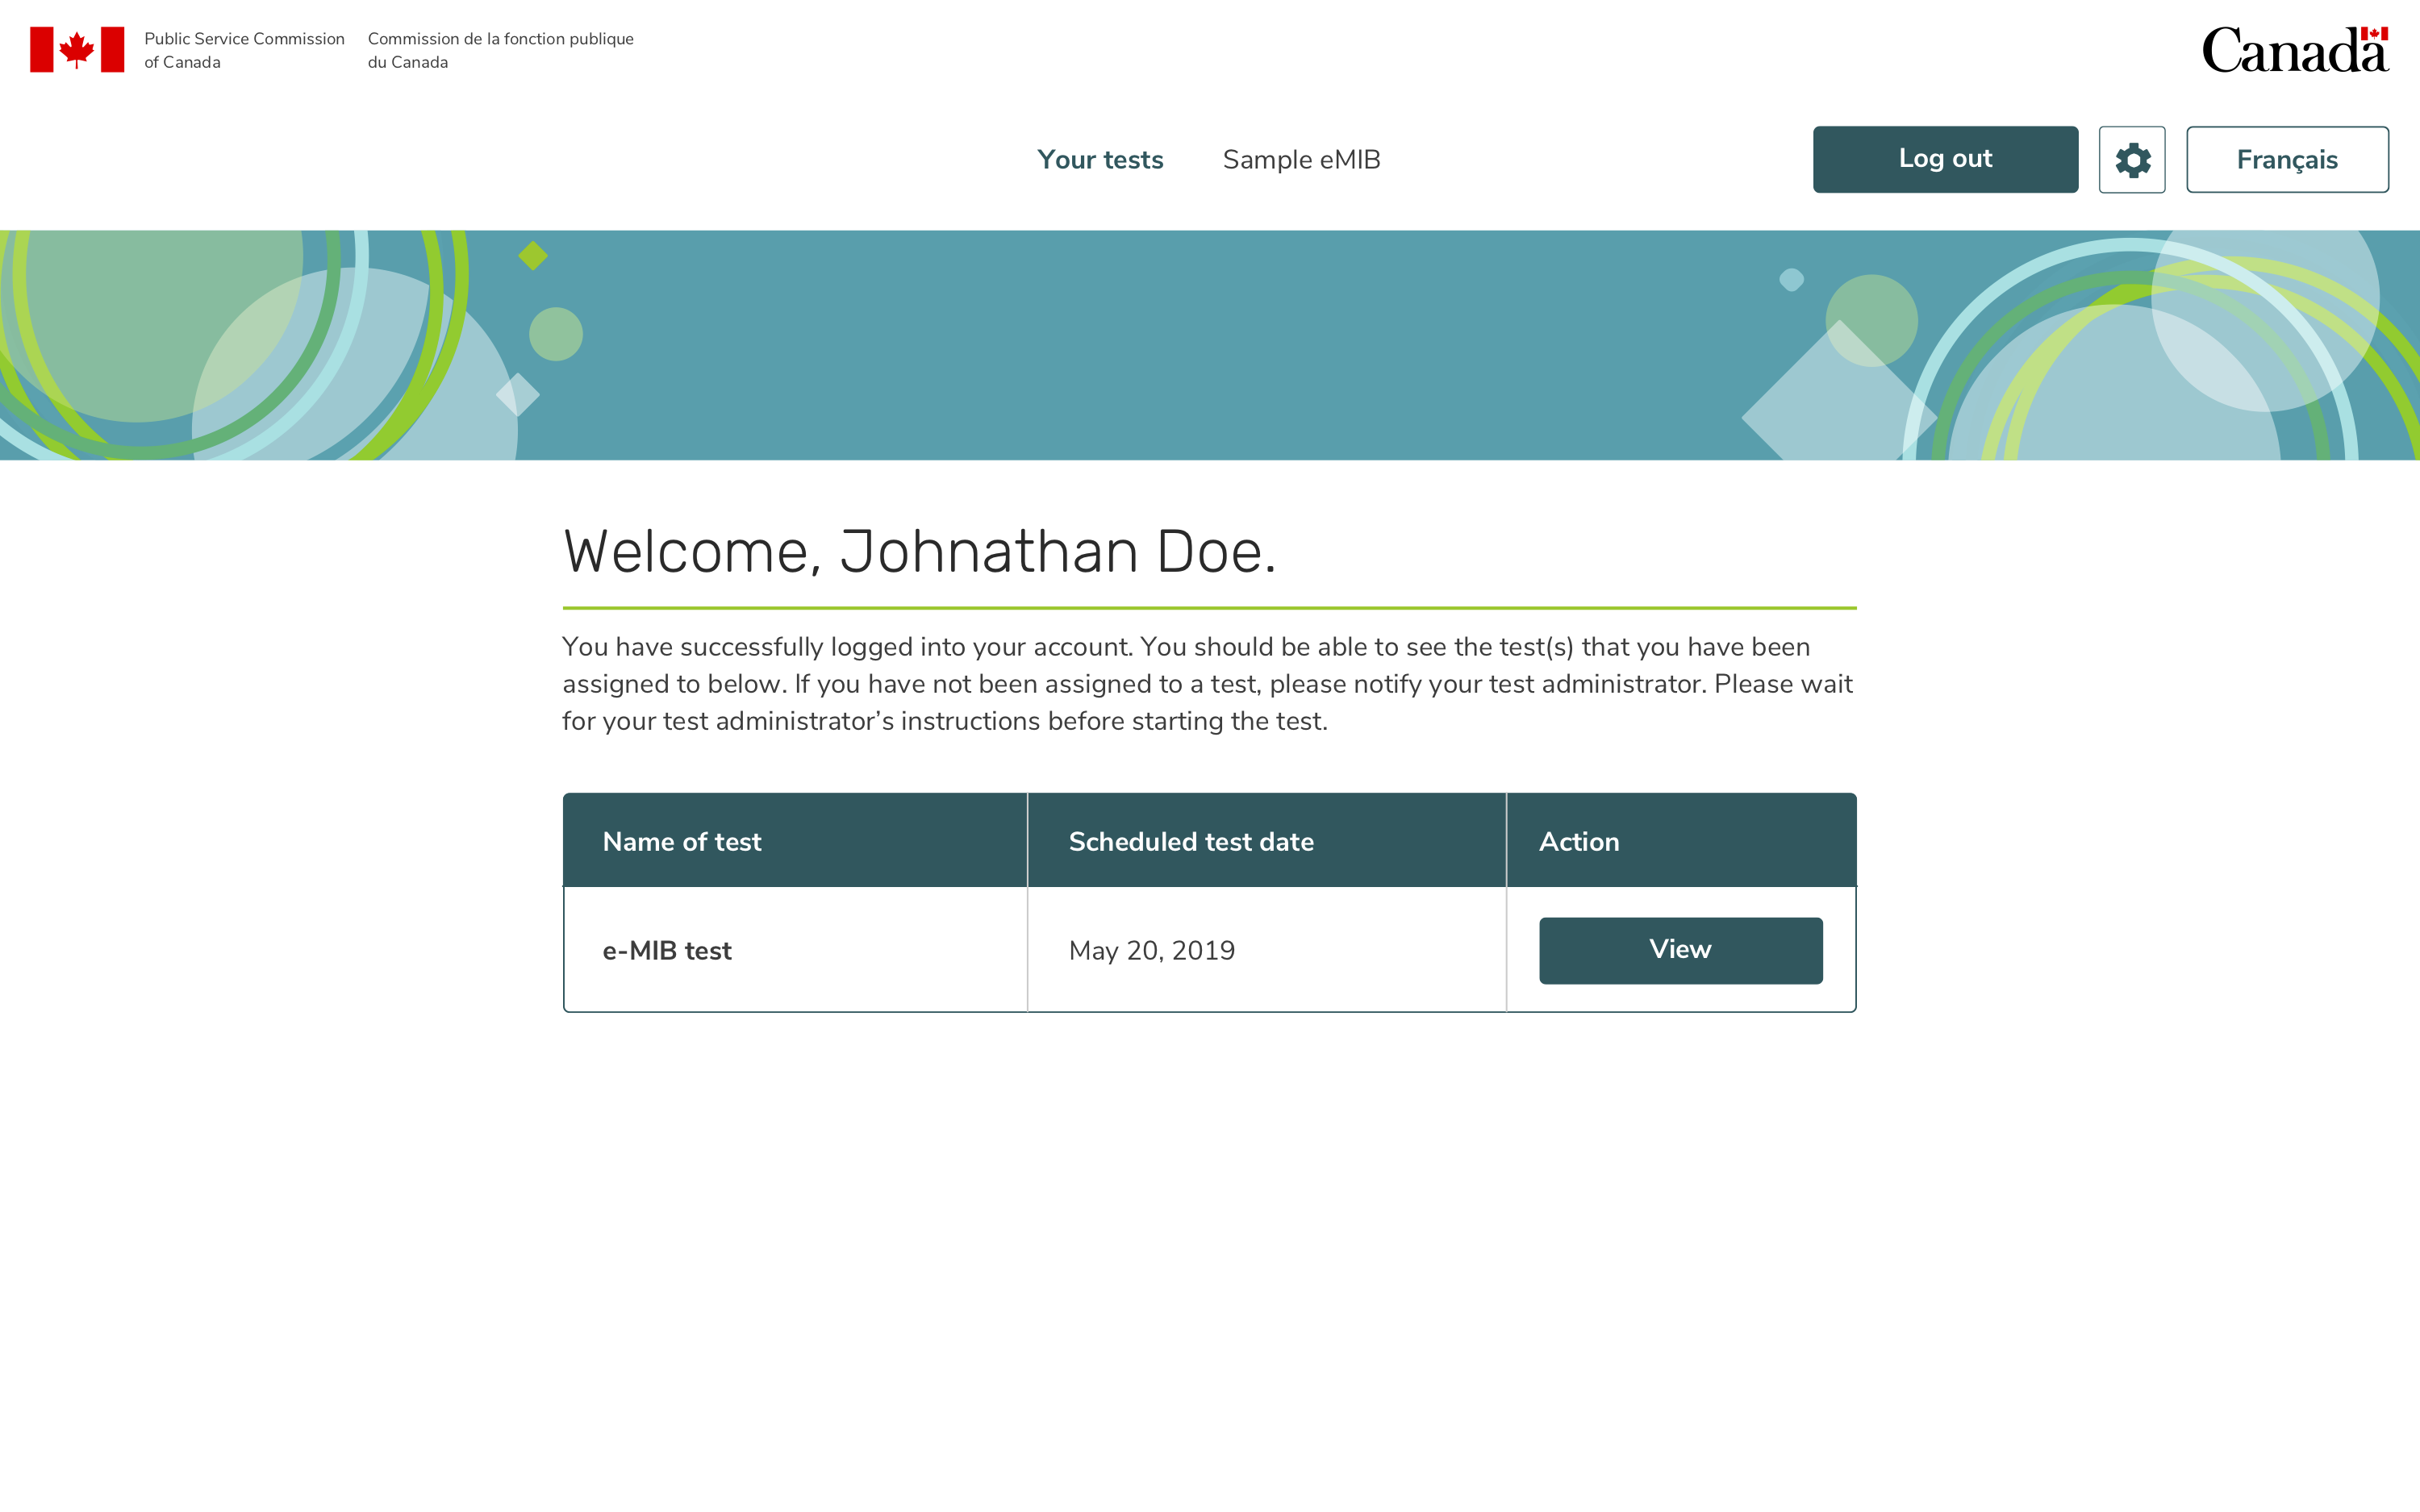 Public Service Commission
of Canada
Commission de la fonction publique
du Canada
Canada
Your tests
Sample eMIB
Log out
Français
Welcome, Johnathan Doe.
You have successfully logged into your account. You should be able to see the test(s) that you have been
assigned to below. If you have not been assigned to a test, please notify your test administrator. Please wait
for your test administrator’s instructions before starting the test.
Name of test
Scheduled test date
Action
e-MIB test
May 20, 2019
View